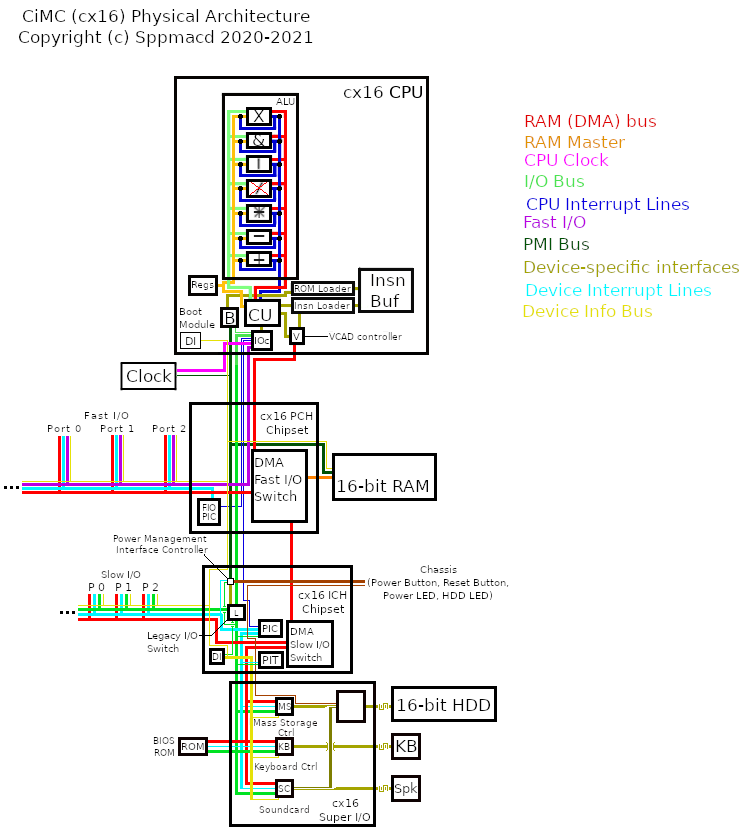 CiMC (cx16) Physical Architecture
Copyright (c) Sppmacd 2020-2021
cx16 CPU
ALU
X
&
|
*
−
+
RAM (DMA) bus
RAM Master
CPU Clock
I/O Bus
CPU Interrupt Lines
Fast I/O
PMI Bus
Device-specific interfaces
Device Interrupt Lines
Device Info Bus
Regs
ROM Loader
Insn Loader
Insn
Buf
Boot
Module
B
CU
DI
IOc
V
VCAD controller
Clock
Fast I/O
Port 0
Port 1
Port 2
cx16 PCH
Chipset
DMA
Fast I/O
Switch
16-bit RAM
...
FIO
PIC
Power Management
Interface Controller
Slow I/O
P 0
P 1
P 2
cx16 ICH
Chipset
Chassis
(Power Button, Reset Button,
Power LED, HDD LED)
...
L
PIC
DMA
Slow I/O
Switch
Legacy I/O
Switch
DI
PIT
MS
Mass Storage
Ctrl
16-bit HDD
BIOS
ROM
ROM
KB
Keyboard Ctrl
KB
SC
Soundcard
Spk
cx16
Super I/O